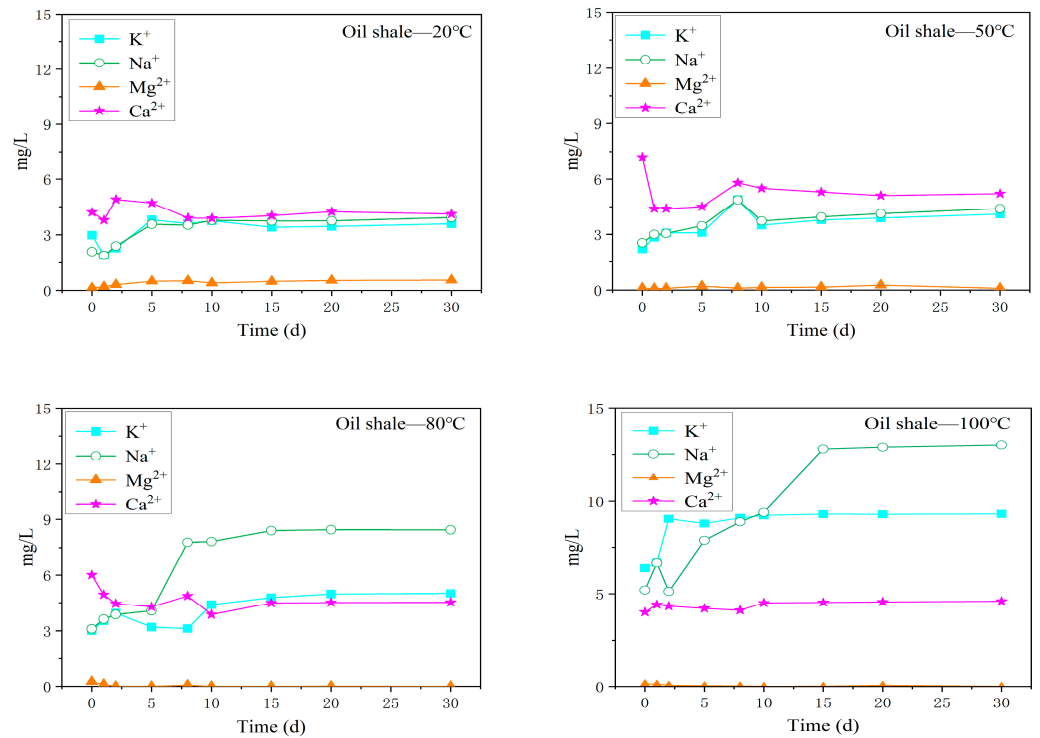 Oil shale—20℃
K⁺
Na⁺
Mg²⁺
Ca²⁺
mg/L
15
12
9
6
3
0
0 5 10 15 20 25 30
Time (d)
Oil shale—50℃
K⁺
Na⁺
Mg²⁺
Ca²⁺
mg/L
15
12
9
6
3
0
0 5 10 15 20 25 30
Time (d)
Oil shale—80℃
K⁺
Na⁺
Mg²⁺
Ca²⁺
mg/L
15
12
9
6
3
0
0 5 10 15 20 25 30
Time (d)
Oil shale—100℃
K⁺
Na⁺
Mg²⁺
Ca²⁺
mg/L
15
10
5
0
0 5 10 15 20 25 30
Time (d)